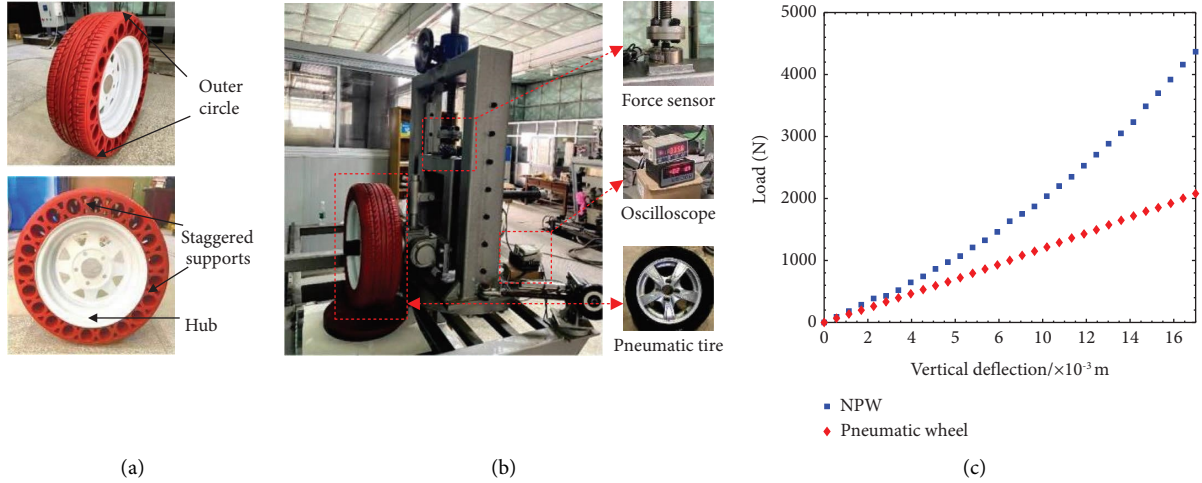 Outer
circle
Staggered
supports
Hub
(a)
Force sensor
Oscilloscope
Pneumatic tire
(b)
5000
4000
3000
2000
1000
0
Load (N)
0 2 4 5 6 10 12 14 16
Vertical deflection/×10-3 m
NPW
Pneumatic wheel
(c)